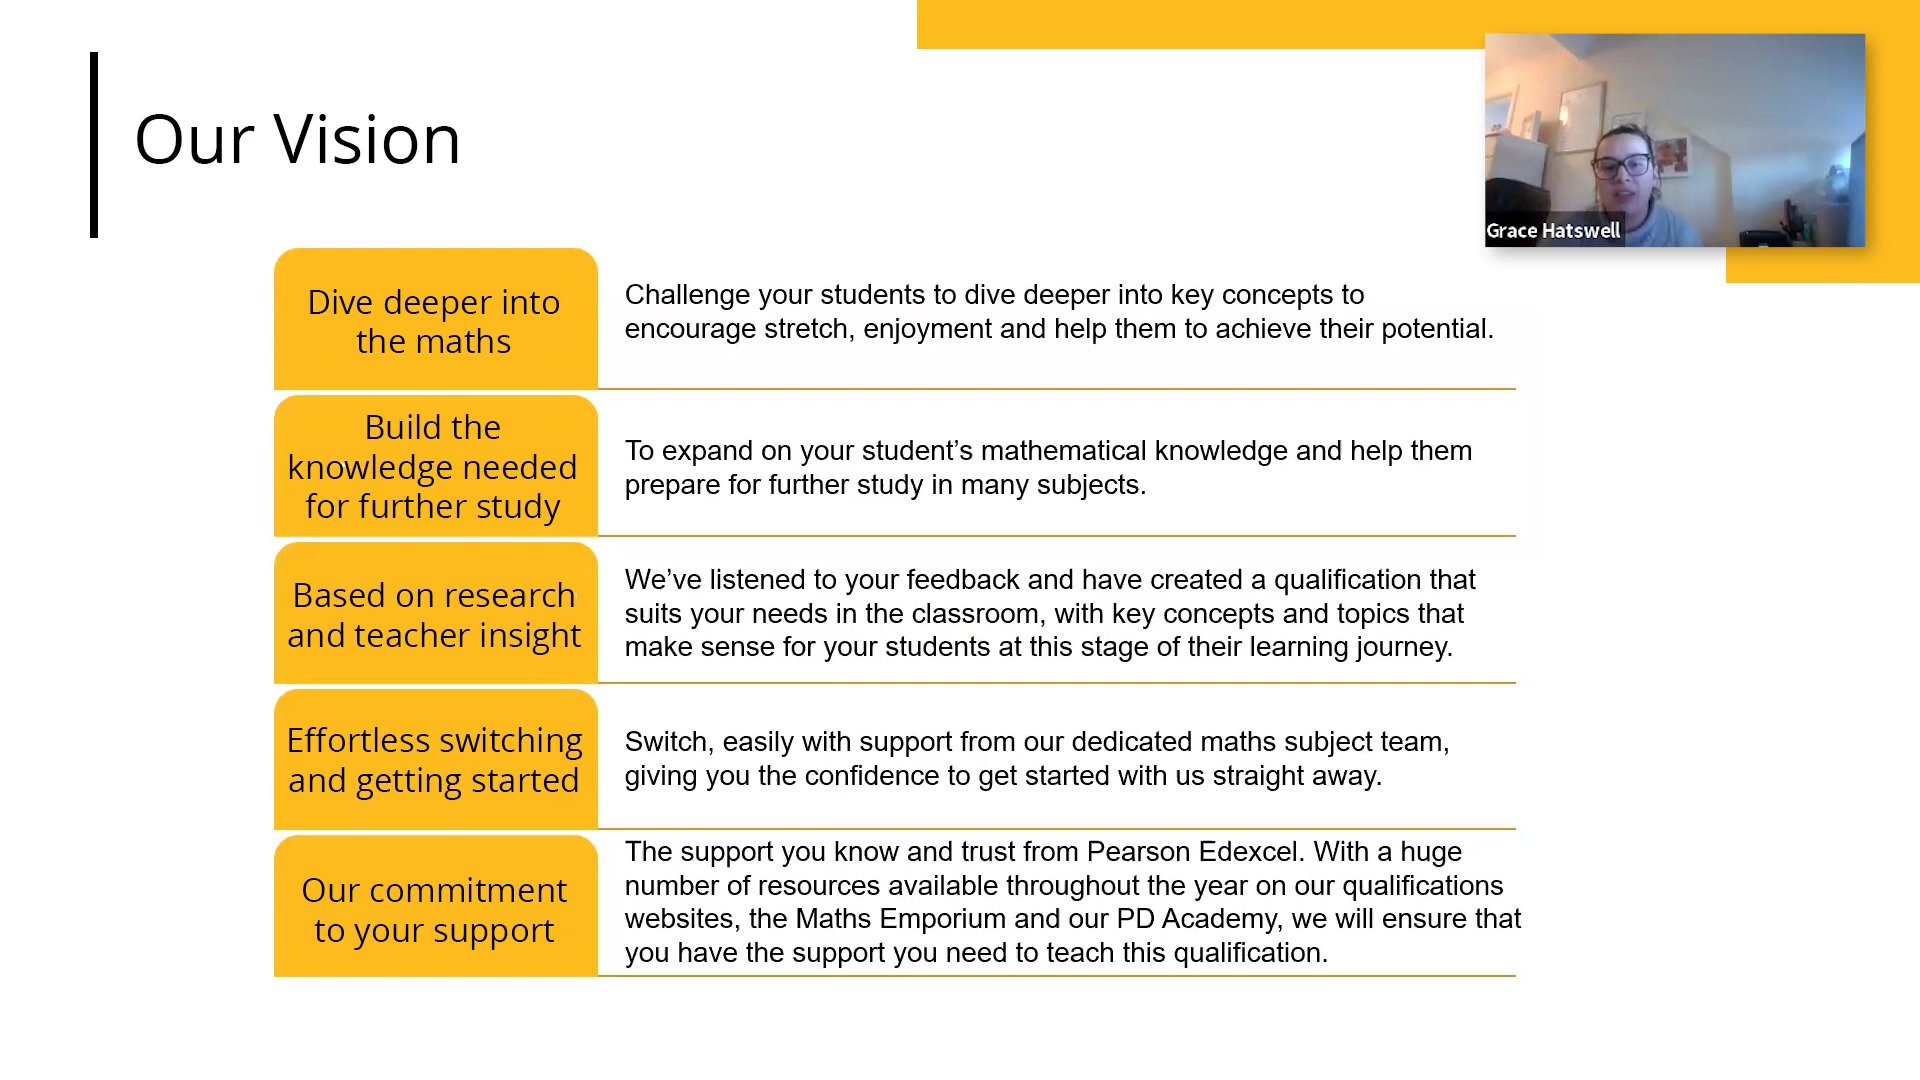 Our Vision
Grace Hatswell
Dive deeper into
the maths
Challenge your students to dive deeper into key concepts to
encourage stretch, enjoyment and help them to achieve their potential.
Build the
knowledge needed
for further study
To expand on your student’s mathematical knowledge and help them
prepare for further study in many subjects.
Based on research
and teacher insight
We’ve listened to your feedback and have created a qualification that
suits your needs in the classroom, with key concepts and topics that
make sense for your students at this stage of their learning journey.
Effortless switching
and getting started
Switch, easily with support from our dedicated maths subject team,
giving you the confidence to get started with us straight away.
Our commitment
to your support
The support you know and trust from Pearson Edexcel. With a huge
number of resources available throughout the year on our qualifications
websites, the Maths Emporium and our PD Academy, we will ensure that
you have the support you need to teach this qualification.